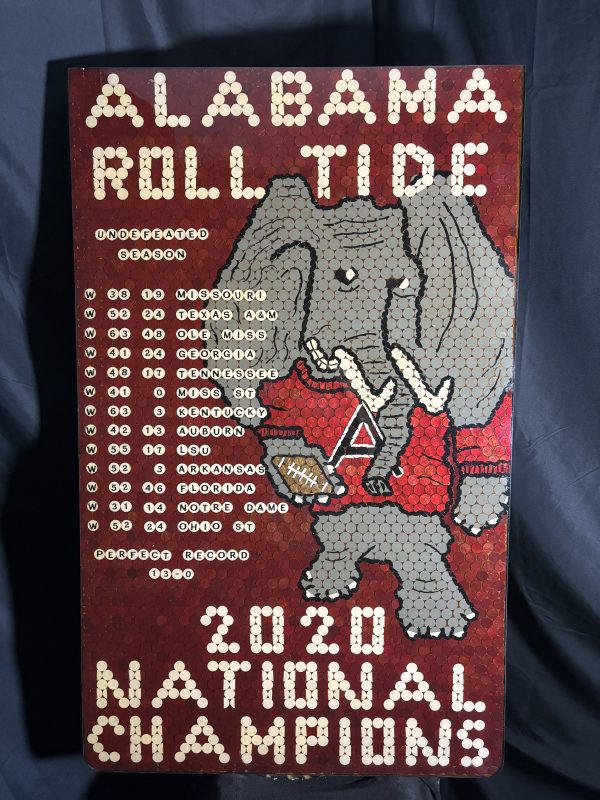 ALABAMA
ROLL TIDE
UNDEFEATED
SEASON
W 38 19 MISSOURI
W 52 24 TEXAS A&M
W 63 48 OLE MISS
W 41 24 GEORGIA
W 48 17 TENNESSEE
W 41 0 MISS ST
W 63 3 KENTUCKY
W 42 13 AUBURN
W 55 17 LSU
W 52 3 ARKANSAS
W 52 46 FLORIDA
W 31 14 NOTRE DAME
W 52 24 OHIO ST
PERFECT RECORD
13-0
2020
NATIONAL
CHAMPIONS